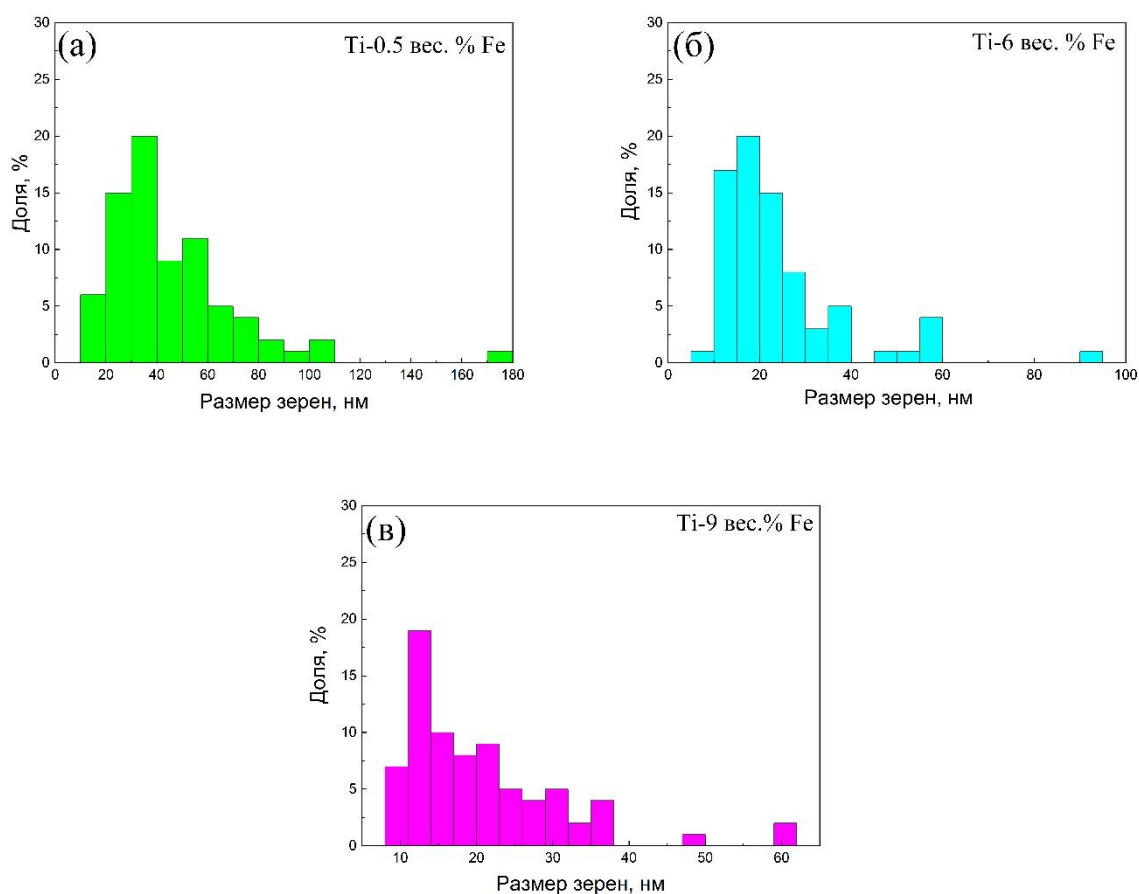 (а)
Ti-0.5 вес. % Fe
30
25
20
15
10
5
0
Доля, %
0 20 40 60 80 100 120 140 160 180
Размер зерен, нм
(б)
Ti-6 вес. % Fe
30
25
20
15
10
5
0
Доля, %
0 20 40 60 80 100
Размер зерен, нм
(в)
Ti-9 вес.% Fe
30
25
20
15
10
5
0
Доля, %
10 20 30 40 50 60
Размер зерен, нм